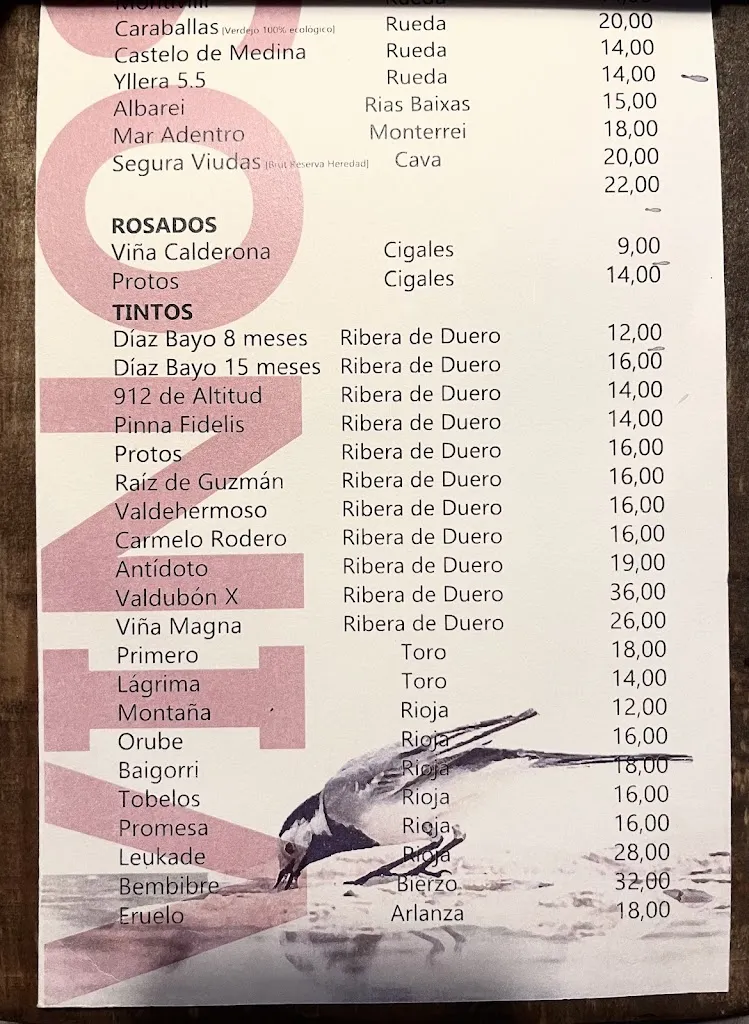 Caraballas (Verdejo 100% ecológico) Rueda 20,00
Castelo de Medina Rueda 14,00
Yllera 5.5 Rueda 14,00
Albarei Rias Baixas 15,00
Mar Adentro Monterrei 18,00
Segura Viudas (Brut Reserva Heredad) Cava 20,00
22,00
ROSADOS
Viña Calderona Cigales 9,00
Protos Cigales 14,00
TINTOS
Díaz Bayo 8 meses Ribera de Duero 12,00
Díaz Bayo 15 meses Ribera de Duero 16,00
912 de Altitud Ribera de Duero 14,00
Pinna Fidelis Ribera de Duero 14,00
Protos Ribera de Duero 16,00
Raíz de Guzmán Ribera de Duero 16,00
Valdehermoso Ribera de Duero 16,00
Carmelo Rodero Ribera de Duero 16,00
Antídoto Ribera de Duero 19,00
Valdubón X Ribera de Duero 36,00
Viña Magna Ribera de Duero 26,00
Primero Toro 18,00
Lágrima Toro 14,00
Montaña Rioja 12,00
Orube Rioja 16,00
Baigorri Rioja 18,00
Tobelos Rioja 16,00
Promesa Rioja 16,00
Leukade Rioja 28,00
Bembibre Bierzo 32,00
Eruelo Arlanza 18,00
VINOS